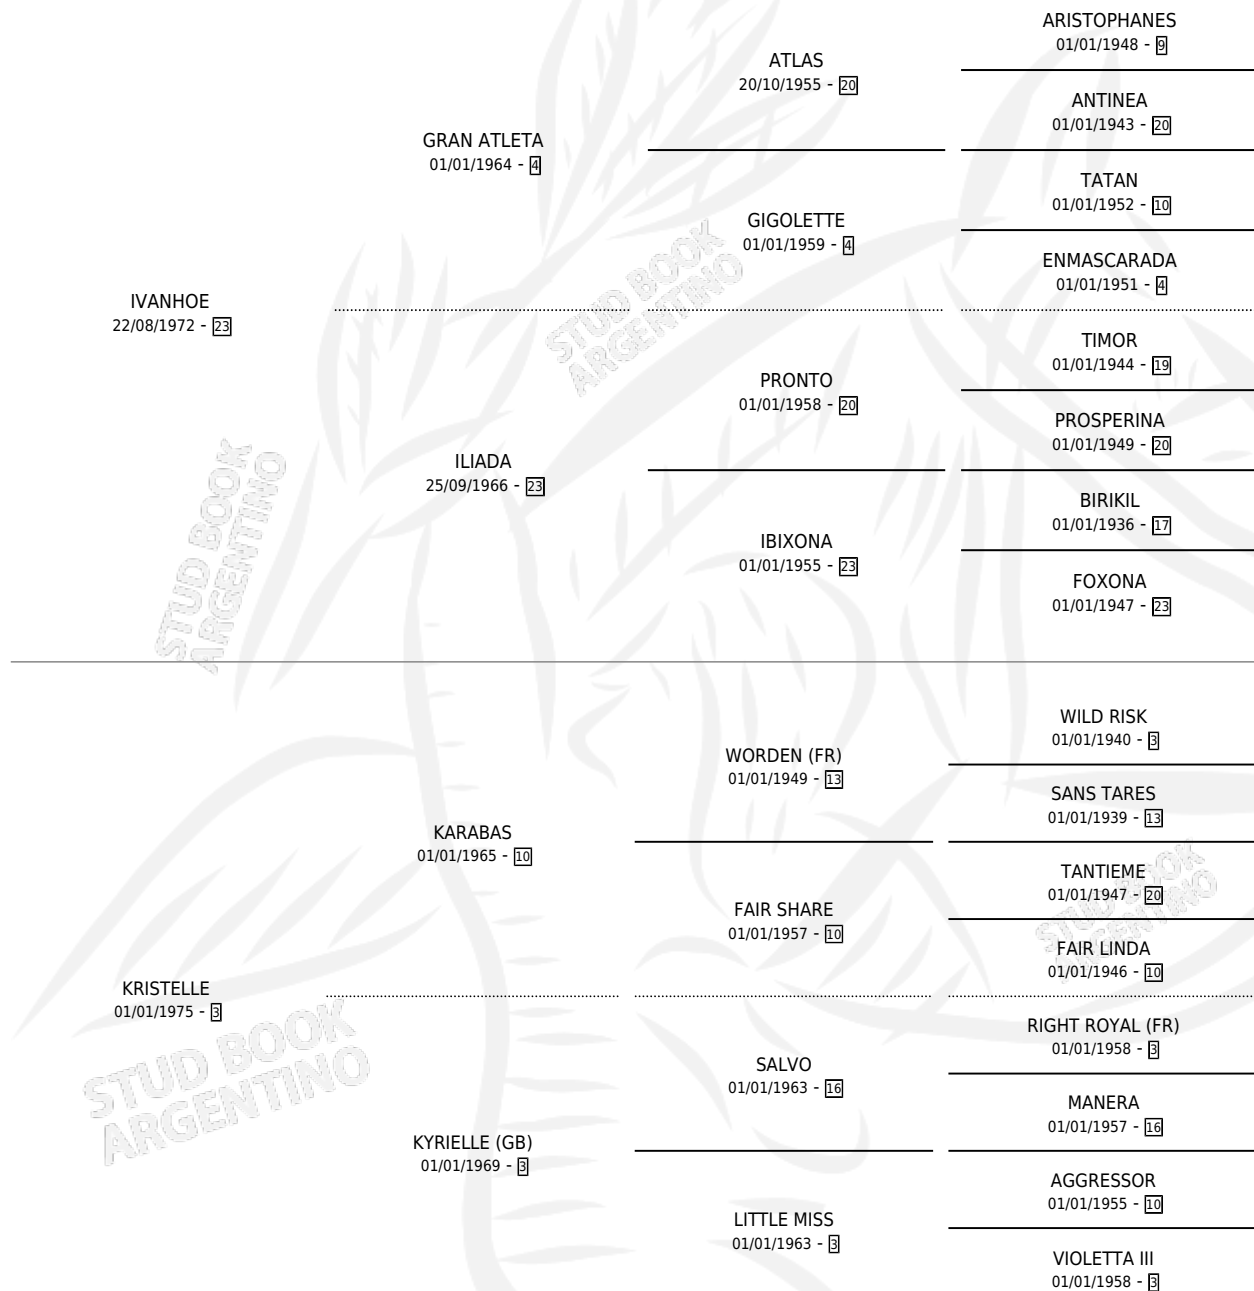 ARISTOPHANES
01/01/1948 - 9
ATLAS
20/10/1955 - 20
ANTINEA
01/01/1943 - 20
GRAN ATLETA
01/01/1964 - 4
TATAN
01/01/1952 - 10
GIGOLETTE
01/01/1959 - 4
ENMASCARADA
01/01/1951 - 4
IVANHOE
22/08/1972 - 23
TIMOR
01/01/1944 - 19
PRONTO
01/01/1958 - 20
PROSPERINA
01/01/1949 - 20
ILIADA
25/09/1966 - 23
BIRIKIL
01/01/1936 - 17
IBIXONA
01/01/1955 - 23
FOXONA
01/01/1947 - 23
WILD RISK
01/01/1940 - 3
WORDEN (FR)
01/01/1949 - 13
SANS TARES
01/01/1939 - 13
KARABAS
01/01/1965 - 10
TANTIEME
01/01/1947 - 20
FAIR SHARE
01/01/1957 - 10
FAIR LINDA
01/01/1946 - 10
KRISTELLE
01/01/1975 - 3
RIGHT ROYAL (FR)
01/01/1958 - 3
SALVO
01/01/1963 - 16
MANERA
01/01/1957 - 16
KYRIELLE (GB)
01/01/1969 - 3
AGGRESSOR
01/01/1955 - 10
LITTLE MISS
01/01/1963 - 3
VIOLETTA III
01/01/1958 - 3
STUD BOOK
ARGENTINO
STUD BOOK
ARGENTINO
STUD BOOK
ARGENTINO
STUD BOOK
ARGENTINO